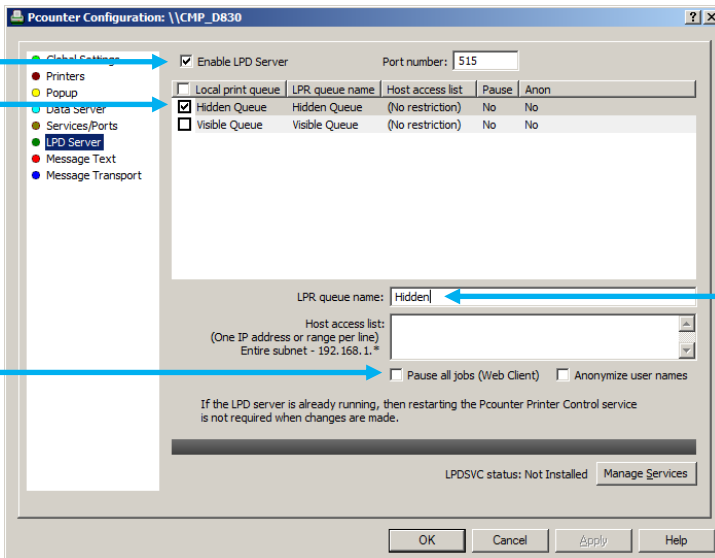 Pcounter Configuration: \\CMP_D830
Global Settings
Printers
Popup
Data Server
Services/Ports
LPD Server
Message Text
Message Transport
Enable LPD Server Port number: 515
Local print queue LPR queue name Host access list Pause Anon
Hidden Queue Hidden Queue (No restriction) No No
Visible Queue Visible Queue (No restriction) No No
LPR queue name: Hidden
Host access list:
(One IP address or range per line)
Entire subnet - 192.168.1.*
Pause all jobs (Web Client) Anonymize user names
If the LPD server is already running, then restarting the Pcounter Printer Control service
is not required when changes are made.
LPDSVC status: Not Installed Manage Services
OK Cancel Apply Help